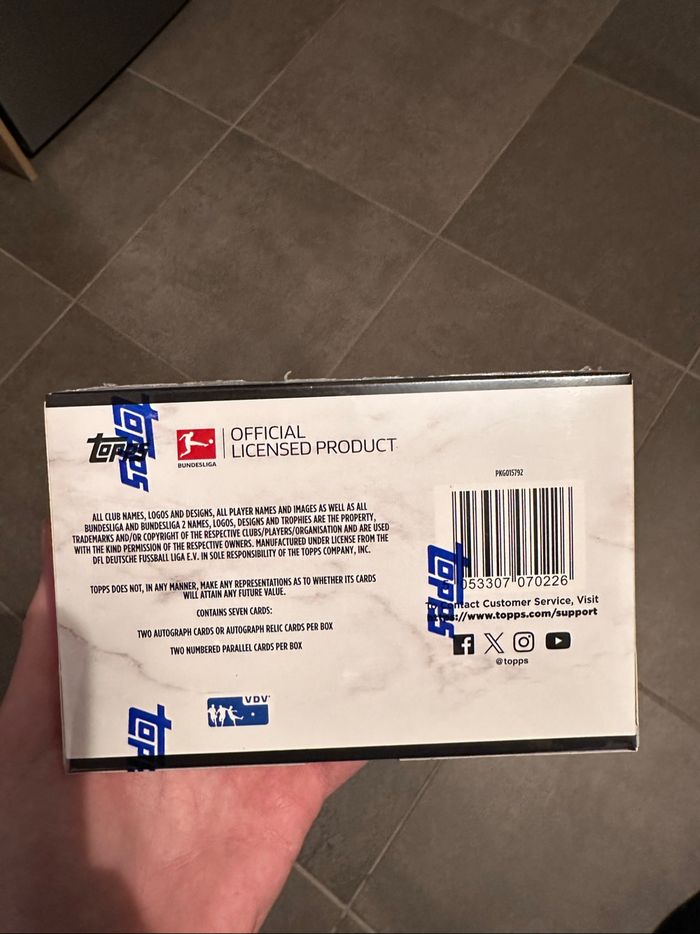 topps
topps
BUNDESLIGA
OFFICIAL
LICENSED PRODUCT
ALL CLUB NAMES, LOGOS AND DESIGNS, ALL PLAYER NAMES AND IMAGES AS WELL AS ALL
BUNDESLIGA AND BUNDESLIGA 2 NAMES, LOGOS, DESIGNS AND TROPHIES ARE THE PROPERTY,
TRADEMARKS AND/OR COPYRIGHT OF THE RESPECTIVE CLUBS/PLAYERS/ORGANISATION AND ARE USED
WITH THE KIND PERMISSION OF THE RESPECTIVE OWNERS. MANUFACTURED UNDER LICENSE FROM THE
DFL DEUTSCHE FUSSBALL LIGA E.V. IN SOLE RESPONSIBILITY OF THE TOPPS COMPANY, INC.
TOPPS DOES NOT, IN ANY MANNER, MAKE ANY REPRESENTATIONS AS TO WHETHER ITS CARDS
WILL ATTAIN ANY FUTURE VALUE.
CONTAINS SEVEN CARDS:
TWO AUTOGRAPH CARDS OR AUTOGRAPH RELIC CARDS PER BOX
TWO NUMBERED PARALLEL CARDS PER BOX
VDV
topp
PKG015792
053307 070226
topps
Contact Customer Service, Visit
://www.topps.com/support
@topps